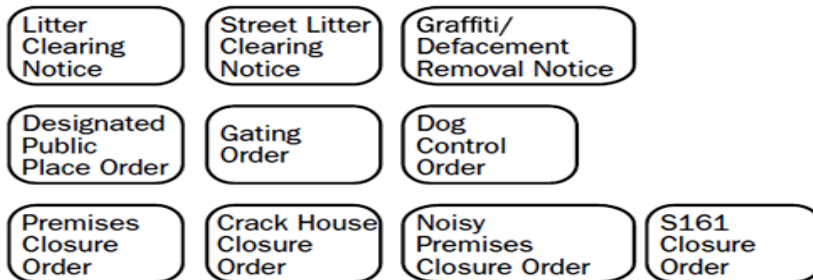 Litter
Clearing
Notice
Street Litter
Clearing
Notice
Graffiti/
Defacement
Removal Notice
Designated
Public
Place Order
Gating
Order
Dog
Control
Order
Premises
Closure
Order
Crack House
Closure
Order
Noisy
Premises
Closure Order
S161
Closure
Order